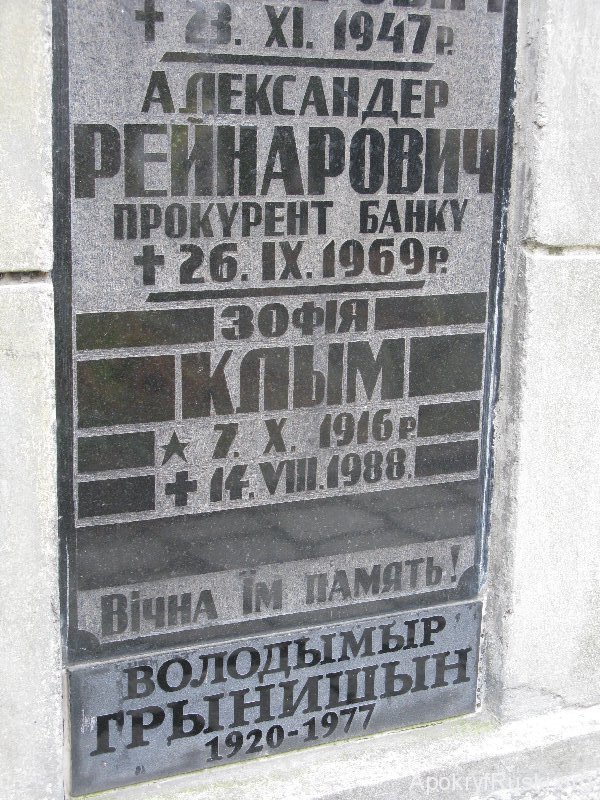 ✝ 23. XI. 1947 р.
АЛЕКСАНДЕР
РЕЙНАРОВИЧ
ПРОКУРЕНТ БАНКУ
✝ 26. IX. 1969 р.
ЗОФІЯ
КЛЫМ
★ 7. X. 1916 р.
✝ 14. VIII. 1988.
Вічна Їм ПАМЯТЬ!
ВОЛОДЫМЫР
ГРЫНИШЫН
1920-1977
ApokryfRuski